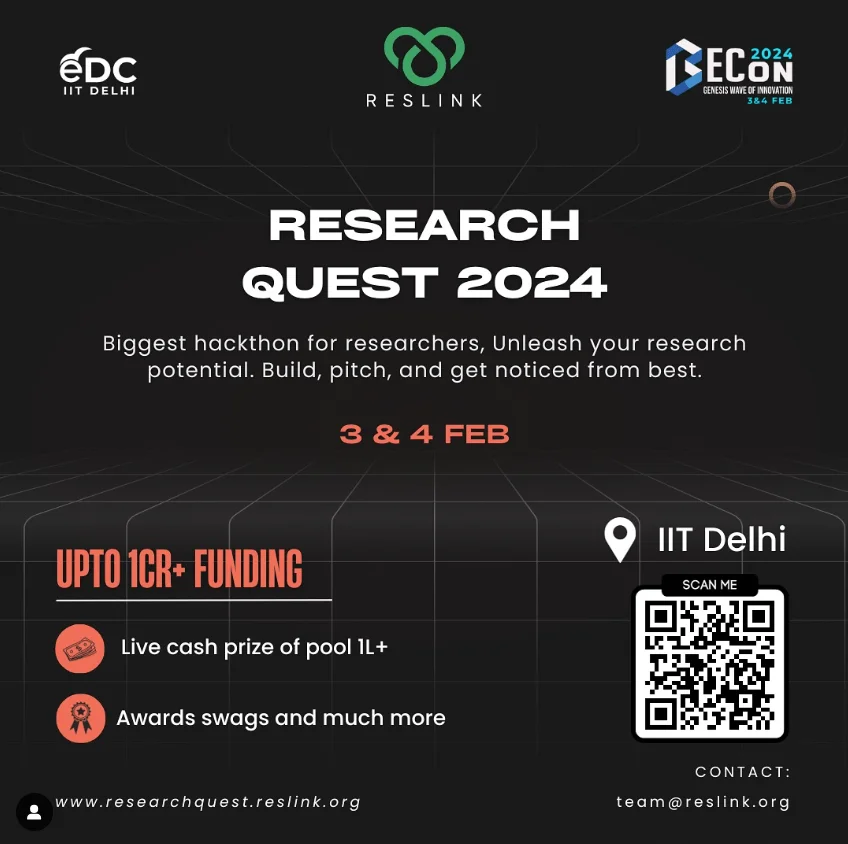 eDC
IIT DELHI
RESLINK
BECon 2024
GENESIS WAVE OF INNOVATION
3&4 FEB
RESEARCH
QUEST 2024
Biggest hackthon for researchers, Unleash your research
potential. Build, pitch, and get noticed from best.
3 & 4 FEB
UPTO 1CR+ FUNDING
Live cash prize of pool 1L+
Awards swags and much more
IIT Delhi
SCAN ME
CONTACT:
team@reslink.org
www.researchquest.reslink.org